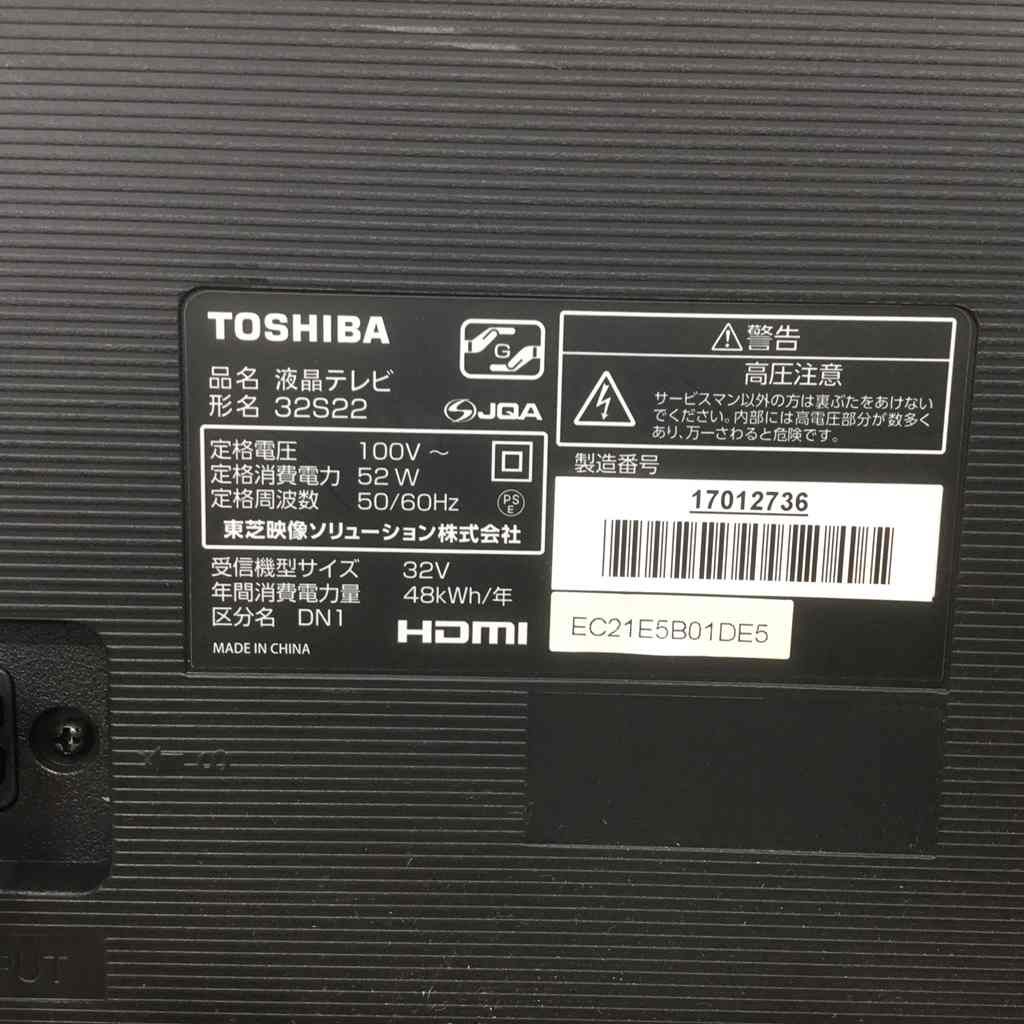 TOSHIBA
G
品名 液晶テレビ
形名 32S22
JQA
定格電圧 100V ～
定格消費電力 52W
定格周波数 50/60Hz
PS
E
東芝映像ソリューション株式会社
受信機型サイズ 32V
年間消費電力量 48kWh/年
区分名 DN1
HDMI
MADE IN CHINA
警告
高圧注意
サービスマン以外の方は裏ぶたをあけない
でください。内部には高電圧部分が数多く
あり、万一さわると危険です。
製造番号
17012736
EC21E5B01DE5
PUT